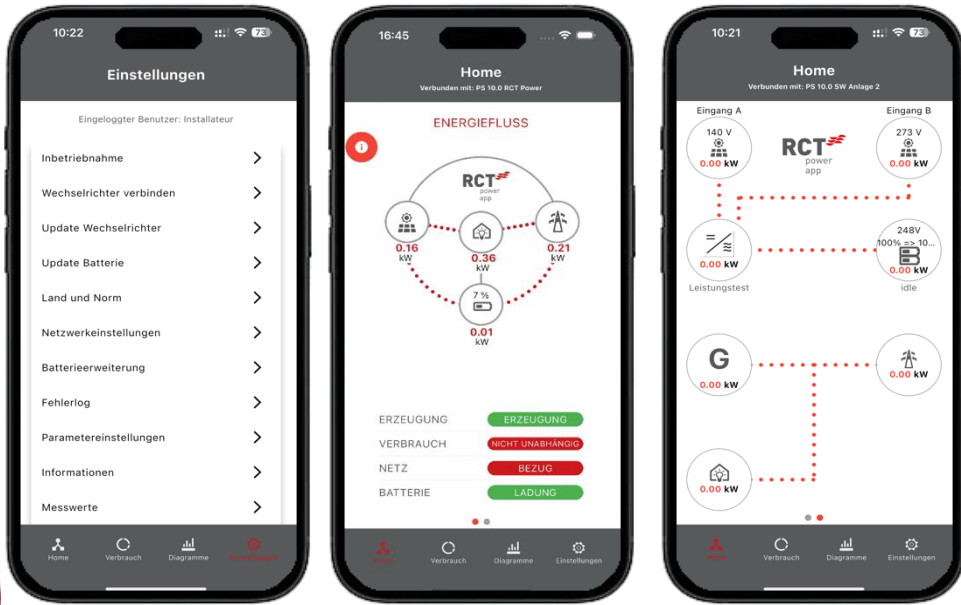 10:22
73
Einstellungen
Eingeloggter Benutzer: Installateur
Inbetriebnahme
Wechselrichter verbinden
Update Wechselrichter
Update Batterie
Land und Norm
Netzwerkeinstellungen
Batterieerweiterung
Fehlerlog
Parametereinstellungen
Informationen
Messwerte
Home
Verbrauch
Diagramme
Einstellungen
16:45
Home
Verbunden mit: PS 10.0 RCT Power
ENERGIEFLUSS
RCT
power
app
0.16
kW
0.36
kW
0.21
kW
7 %
0.01
kW
ERZEUGUNG
ERZEUGUNG
VERBRAUCH
NICHT UNABHÄNGIG
NETZ
BEZUG
BATTERIE
LADUNG
Home
Verbrauch
Diagramme
Einstellungen
10:21
73
Home
Verbunden mit: PS 10.0 SW Anlage 2
Eingang A
Eingang B
140 V
0.00 kW
RCT
power
app
273 V
0.00 kW
0.00 kW
Leistungstest
248V
100% => 10...
0.00 kW
idle
G
0.00 kW
0.00 kW
0.00 kW
Home
Verbrauch
Diagramme
Einstellungen